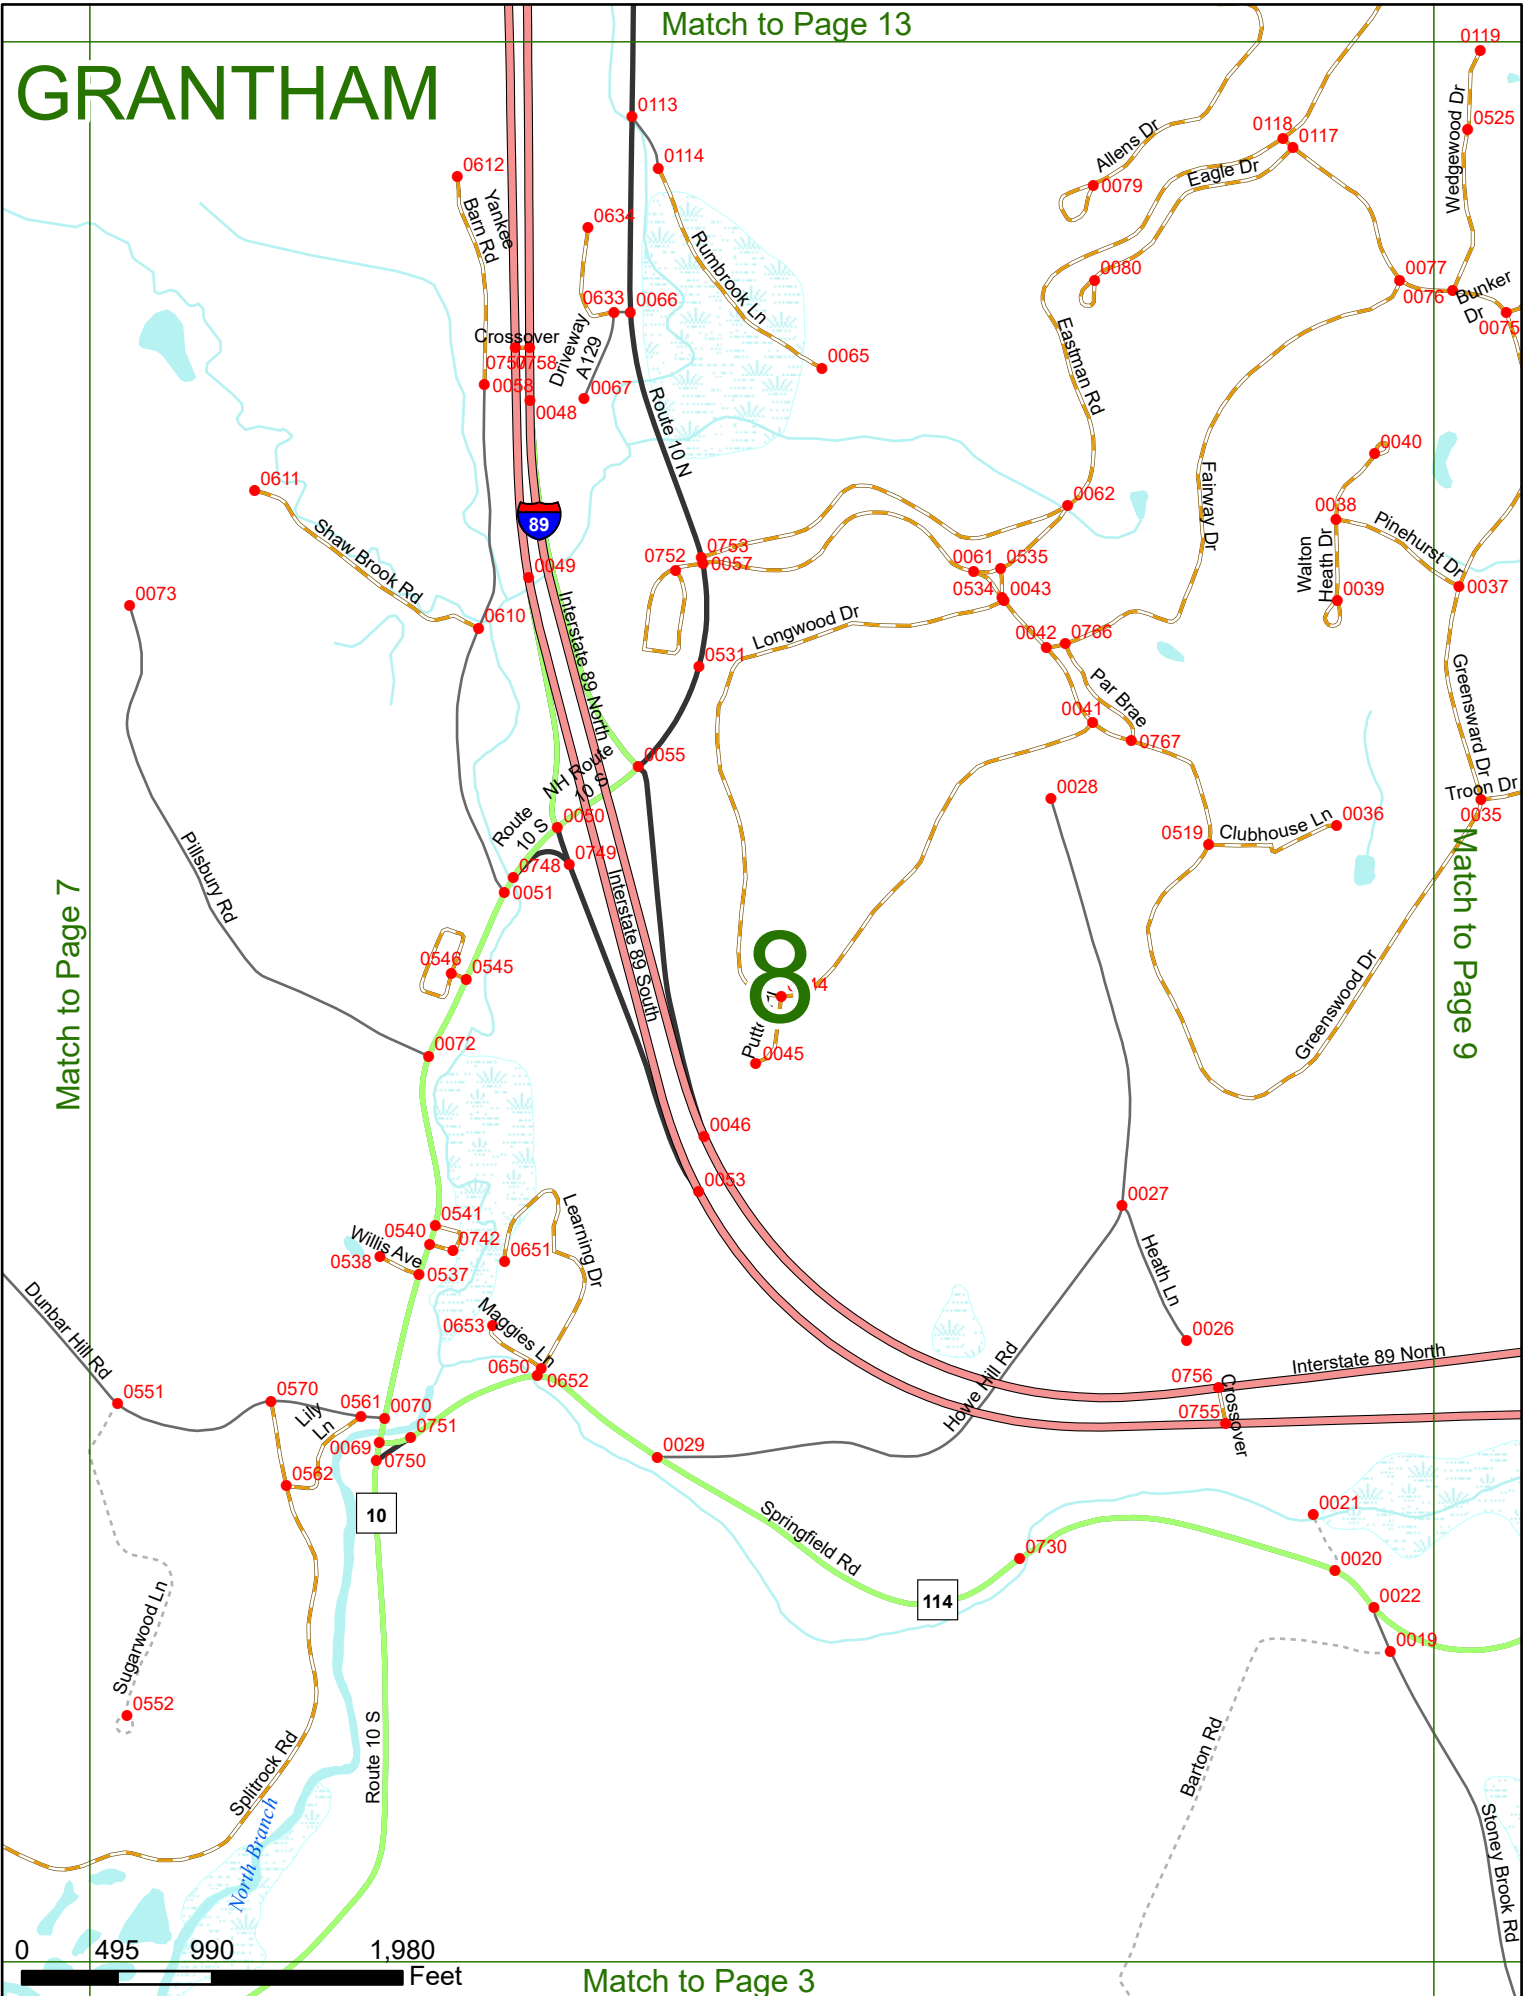 Match to Page 13
GRANTHAM
0119
0113
0118
0117
0525
Wedgewood Dr
Allens Dr
0114
0612
Eagle Dr
0079
Yankee
Barn Rd
0634
Rumbrook Ln
0080
0077
0076
Bunker
Dr
0075
0633
0066
Crossover
0757
0758
Driveway
A129
0058
0067
0048
0065
Eastman Rd
Route 10 N
0040
0611
0062
Fairway Dr
0038
Pinehurst Dr
89
Shaw Brook Rd
Walton
Heath Dr
0753
0752
0057
0049
0061
0535
0534
0043
0037
0039
0073
0610
Interstate 89 North
Longwood Dr
0042
0766
0531
Par Brae
Greensward Dr
0041
0767
0055
NH Route
10 S
0028
Troon Dr
0035
0050
Route
10 S
0519
Clubhouse Ln
0036
Pillsbury Rd
0748
0749
0051
Match to Page 7
Match to Page 9
Interstate 89 South
0546
0545
8
Greenswood Dr
0072
0045
0046
0053
0027
0541
0540
0742
Willis Ave
0538
0537
0651
Learning Dr
Heath Ln
Dunbar Hill Rd
0653
Maggies Ln
0026
0650
0652
Interstate 89 North
0756
Crossover
0755
0551
0570
0561
0070
Lily
Ln
0751
0069
0750
0562
Howe Hill Rd
0029
10
Springfield Rd
0021
0730
0020
114
0022
0019
Sugarwood Ln
0552
Splitrock Rd
Route 10 S
Barton Rd
North Branch
Stoney Brook Rd
0 495 990 1,980
Feet
Match to Page 3